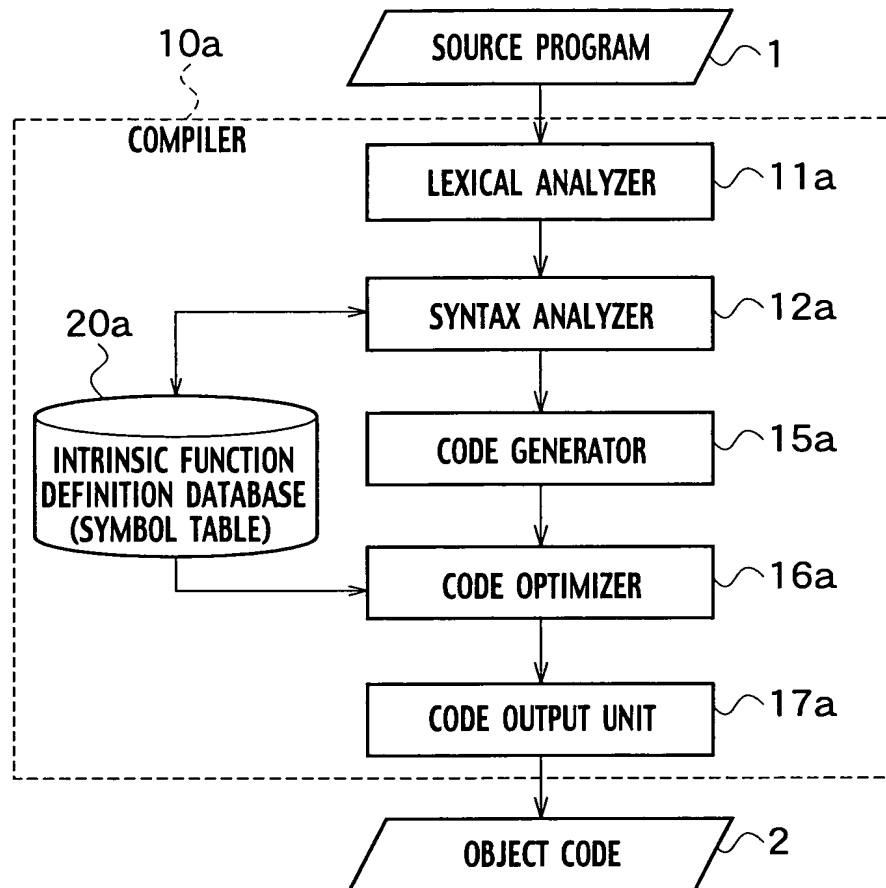 10a
SOURCE PROGRAM
1
COMPILER
LEXICAL ANALYZER
11a
SYNTAX ANALYZER
12a
20a
INTRINSIC FUNCTION
DEFINITION DATABASE
(SYMBOL TABLE)
CODE GENERATOR
15a
CODE OPTIMIZER
16a
CODE OUTPUT UNIT
17a
OBJECT CODE
2